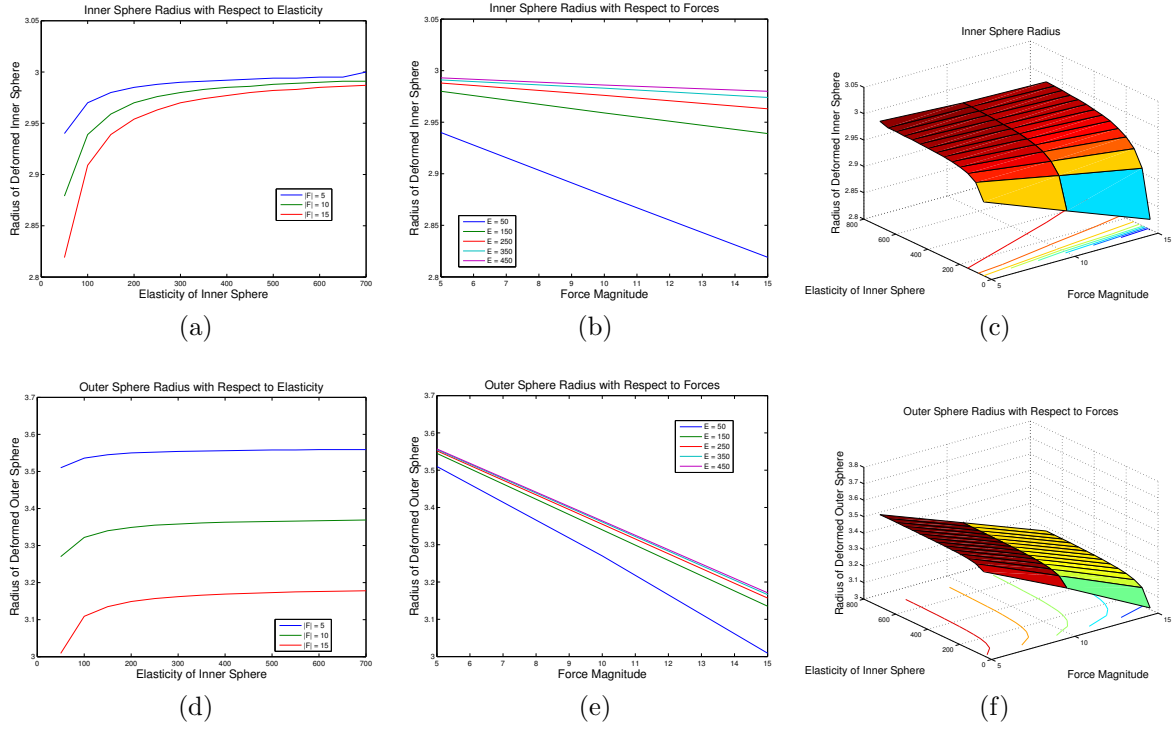 Inner Sphere Radius with Respect to Elasticity
Radius of Deformed Inner Sphere
3.05
3
2.95
2.9
2.85
2.8
0 100 200 300 400 500 600 700
Elasticity of Inner Sphere
|F| = 5
|F| = 10
|F| = 15
(a)
Inner Sphere Radius with Respect to Forces
Radius of Deformed Inner Sphere
3.05
3
2.95
2.9
2.85
2.8
5 6 7 8 9 10 11 12 13 14 15
Force Magnitude
E = 50
E = 150
E = 250
E = 350
E = 450
(b)
Inner Sphere Radius
Radius of Deformed Inner Sphere
3.05
3
2.95
2.9
2.85
2.8
800
600
400
200
0
5
10
15
Elasticity of Inner Sphere
Force Magnitude
(c)
Outer Sphere Radius with Respect to Elasticity
Radius of Deformed Outer Sphere
3.7
3.6
3.5
3.4
3.3
3.2
3.1
3
0 100 200 300 400 500 600 700
Elasticity of Inner Sphere
|F| = 5
|F| = 10
|F| = 15
(d)
Outer Sphere Radius with Respect to Forces
Radius of Deformed Outer Sphere
3.7
3.6
3.5
3.4
3.3
3.2
3.1
3
5 6 7 8 9 10 11 12 13 14 15
Force Magnitude
E = 50
E = 150
E = 250
E = 350
E = 450
(e)
Outer Sphere Radius with Respect to Forces
Radius of Deformed Outer Sphere
3.8
3.7
3.6
3.5
3.4
3.3
3.2
3.1
3
800
600
400
200
0
5
10
15
Elasticity of Inner Sphere
Force Magnitude
(f)